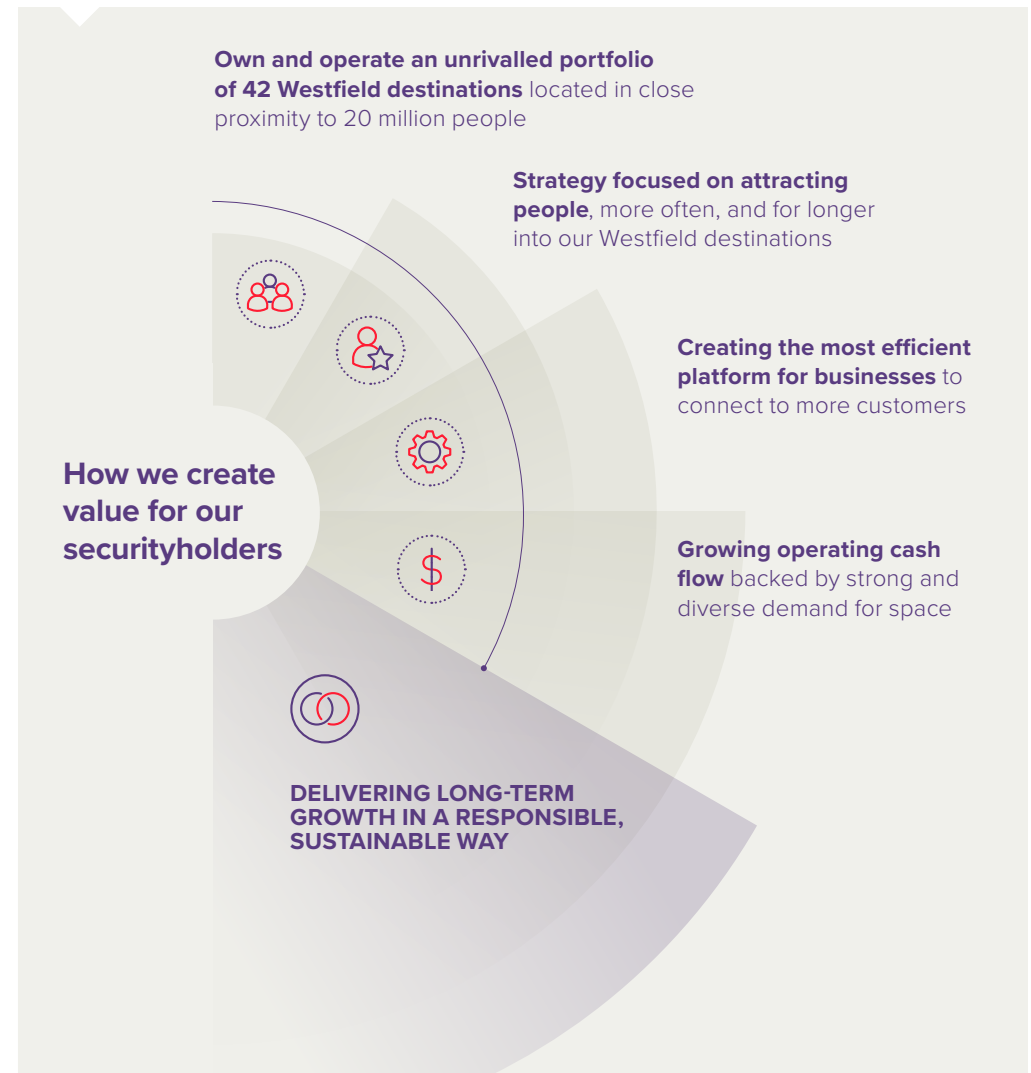 Own and operate an unrivalled portfolio
of 42 Westfield destinations located in close
proximity to 20 million people
Strategy focused on attracting
people, more often, and for longer
into our Westfield destinations
Creating the most efficient
platform for businesses to
connect to more customers
How we create
value for our
securityholders
Growing operating cash
flow backed by strong and
diverse demand for space
DELIVERING LONG-TERM
GROWTH IN A RESPONSIBLE,
SUSTAINABLE WAY